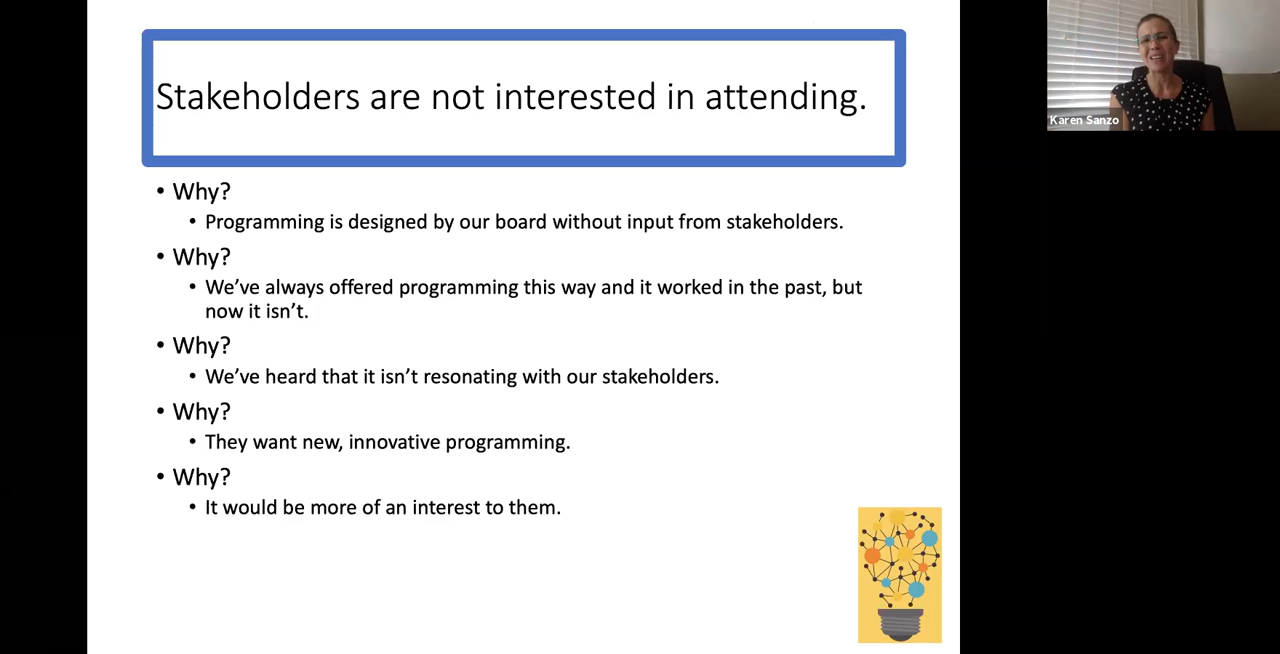 Stakeholders are not interested in attending.
• Why?
• Programming is designed by our board without input from stakeholders.
• Why?
• We’ve always offered programming this way and it worked in the past, but
now it isn’t.
• Why?
• We’ve heard that it isn’t resonating with our stakeholders.
• Why?
• They want new, innovative programming.
• Why?
• It would be more of an interest to them.
Karen Sanzo